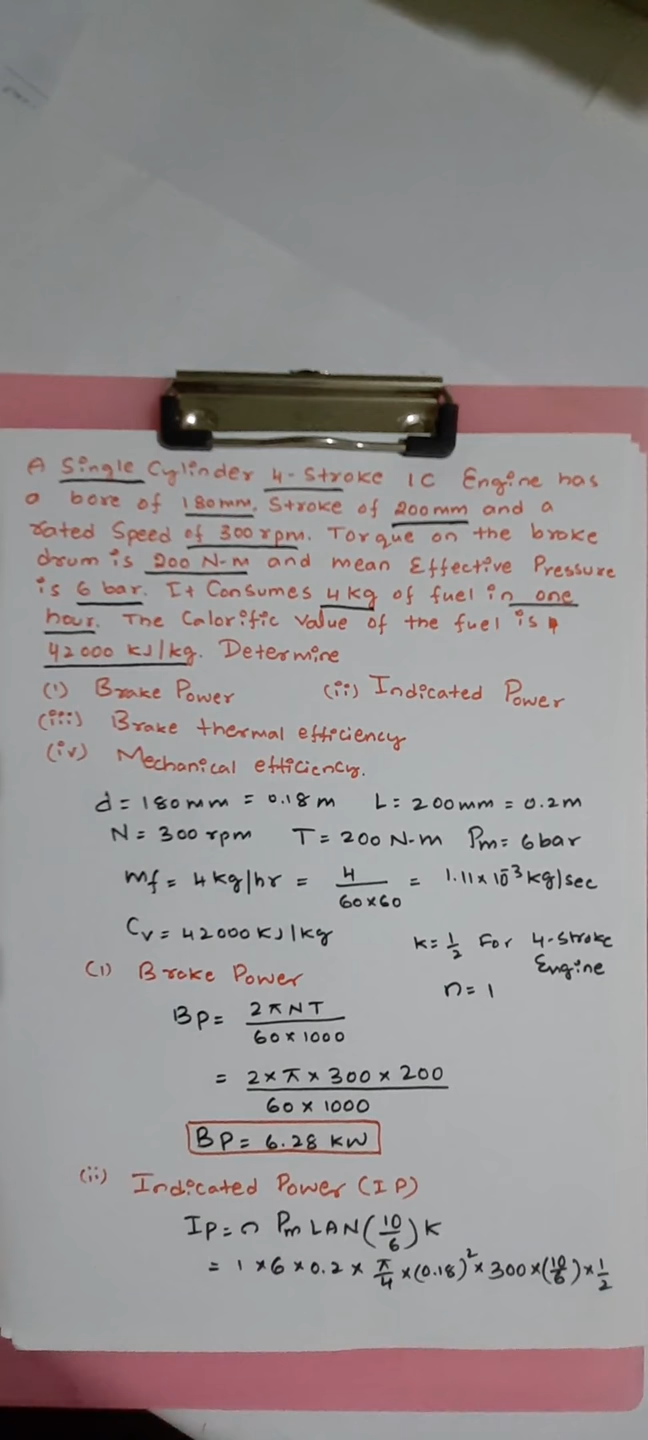 A Single Cylinder 4-Stroke IC Engine has
a bore of 180mm, Stroke of 200mm and a
rated Speed of 300 rpm. Torque on the brake
drum is 200 N-m and mean Effective Pressure
is 6 bar. It Consumes 4 kg of fuel in one
hour. The Calorific value of the fuel is
42000 kJ/kg. Determine
(i) Brake Power (ii) Indicated Power
(iii) Brake thermal efficiency
(iv) Mechanical efficiency.
d = 180mm = 0.18m L = 200mm = 0.2m
N = 300 rpm T = 200 N-m Pm = 6bar
mf = 4kg/hr = 4/(60×60) = 1.11×10⁻³ kg/sec
Cv = 42000 kJ/kg
k = 1/2 For 4-Stroke
Engine
n = 1
(i) Brake Power
BP = 2πNT/(60×1000)
= (2×π×300×200)/(60×1000)
BP = 6.28 kW
(ii) Indicated Power (IP)
IP = n Pm LAN(10/6)K
= 1×6×0.2×π/4×(0.18)²×300×(10/6)×1/2